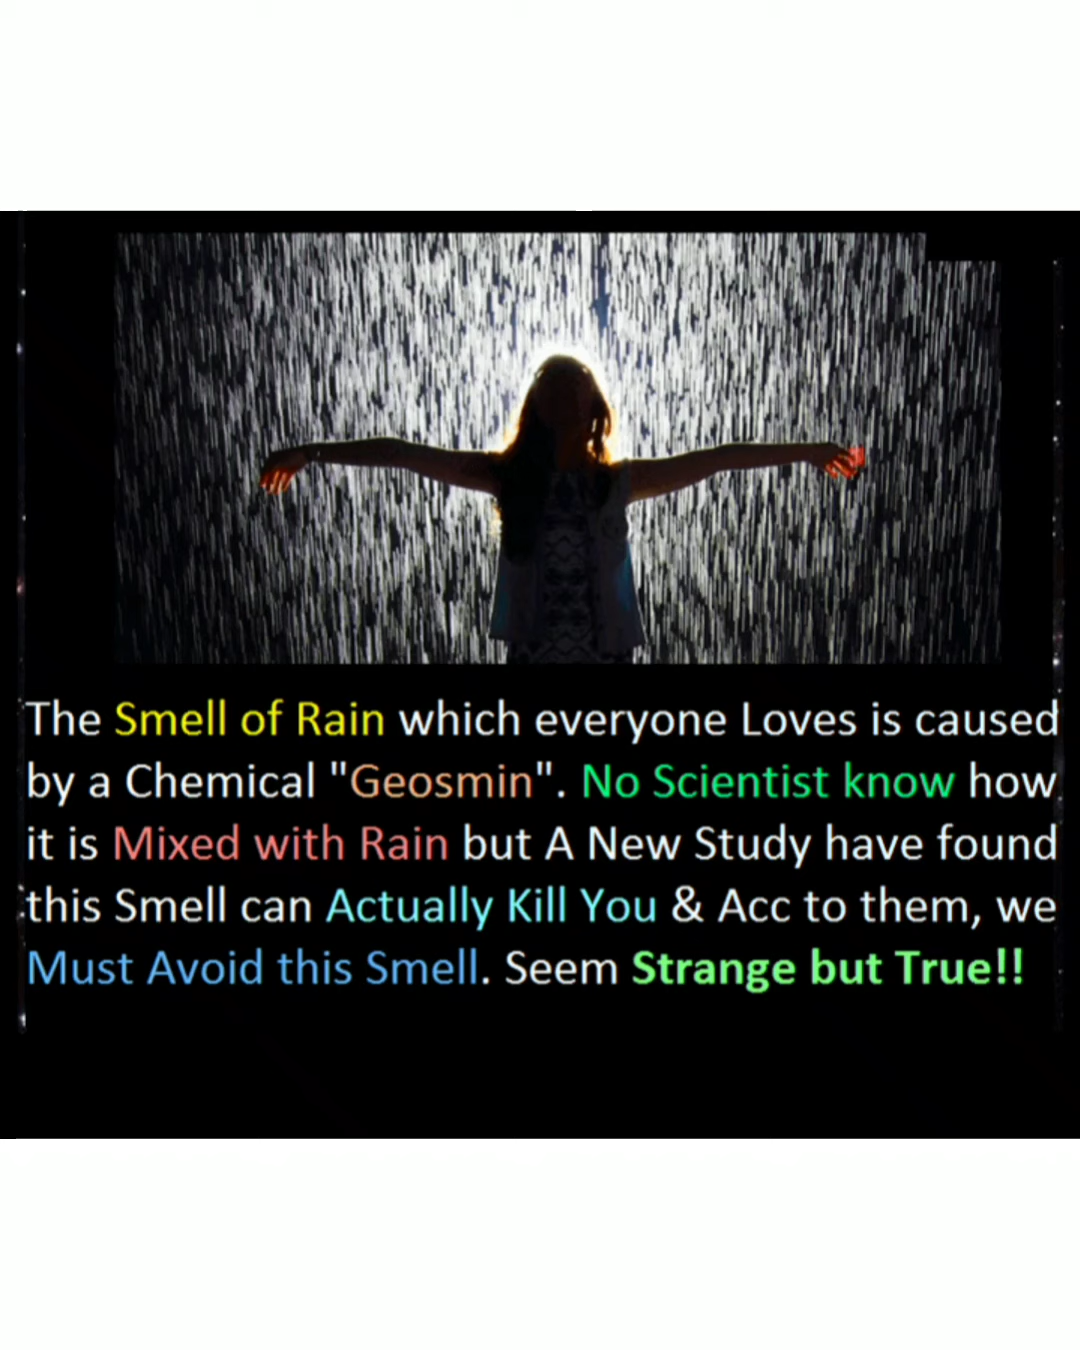 The Smell of Rain which everyone Loves is caused
by a Chemical "Geosmin". No Scientist know how
it is Mixed with Rain but A New Study have found
this Smell can Actually Kill You & Acc to them, we
Must Avoid this Smell. Seem Strange but True!!